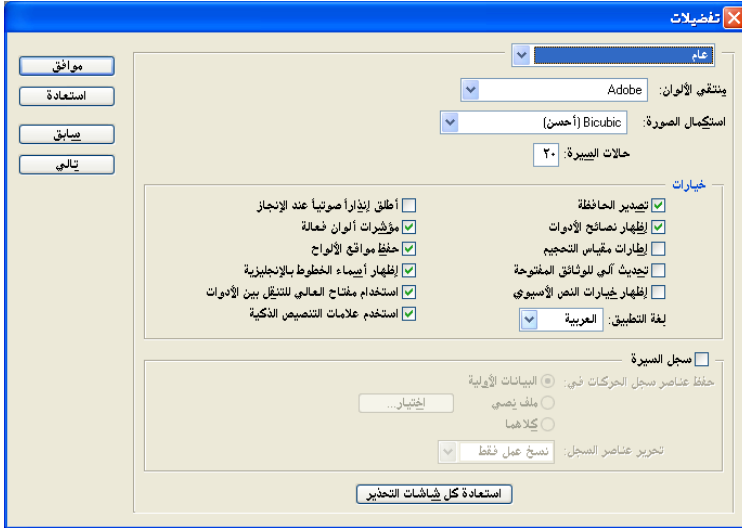 تفضيلات
عام
منتقي الألوان: Adobe
استكمال الصورة: Bicubic (أحسن)
حالات السيرة: ٢٠
موافق
استعادة
سابق
تالي
خيارات
تصدير الحافظة
إظهار نصائح الأدوات
إطارات مقياس التحجيم
تحديث آلي للوثائق المفتوحة
إظهار خيارات النص الآسيوي
لغة التطبيق: العربية
أطلق إنذاراً صوتياً عند الإنجاز
مؤشرات ألوان فعالة
حفظ مواقع الألواح
إظهار أسماء الخطوط بالإنجليزية
استخدام مفتاح العالي للتنقل بين الأدوات
استخدم علامات التنصيص الذكية
سجل السيرة
حفظ عناصر سجل الحركات في: البيانات الأولية
ملف نصي اختيار...
كلاهما
تحرير عناصر السجل: نسخ عمل فقط
استعادة كل شاشات التحذير